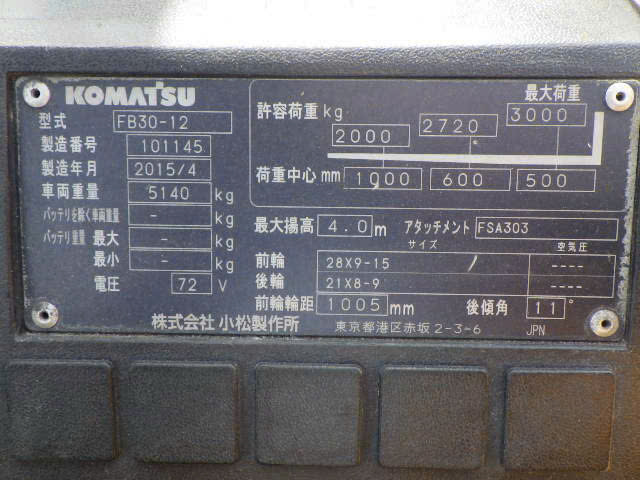 KOMATSU
型式 FB30-12
製造番号 101145
製造年月 2015/4
車両重量 5140 kg
バッテリを除く車両重量 - kg
バッテリ重量 最大 - kg
最小 - kg
電圧 72 V
最大荷重
許容荷重 kg 2000 2720 3000
荷重中心 mm 1000 600 500
最大揚高 4.0 m アタッチメント FSA303
サイズ 空気圧
前輪 28X9-15 / ----
後輪 21X8-9 ----
前輪輪距 1005 mm 後傾角 11°
株式会社 小松製作所 東京都港区赤坂2-3-6 JPN